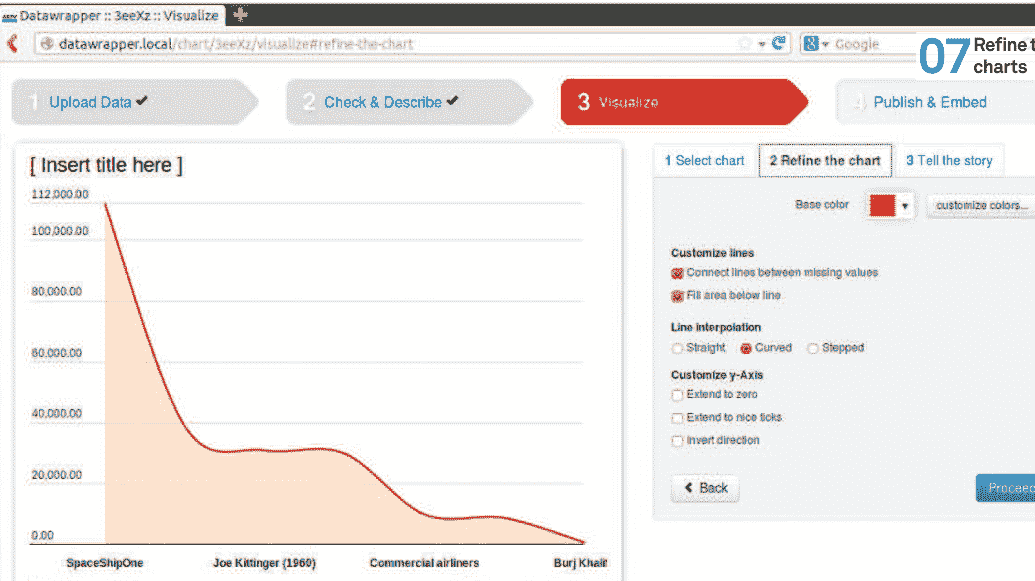 Datawrapper :: 3eeXz :: Visualize
datawrapper.local/chart/3eeXz/visualize#refine-the-chart
Google
07 Refine t
charts
1 Upload Data ✔
2 Check & Describe ✔
3 Visualize
4 Publish & Embed
[ Insert title here ]
112,000.00
100,000.00
80,000.00
60,000.00
40,000.00
20,000.00
0.00
SpaceShipOne
Joe Kittinger (1960)
Commercial airliners
Burj Khalif
1 Select chart
2 Refine the chart
3 Tell the story
Base color
customize colors...
Customize lines
Connect lines between missing values
Fill area below line
Line interpolation
Straight
Curved
Stepped
Customize y-Axis
Extend to zero
Extend to nice ticks
Invert direction
Back
Proceed